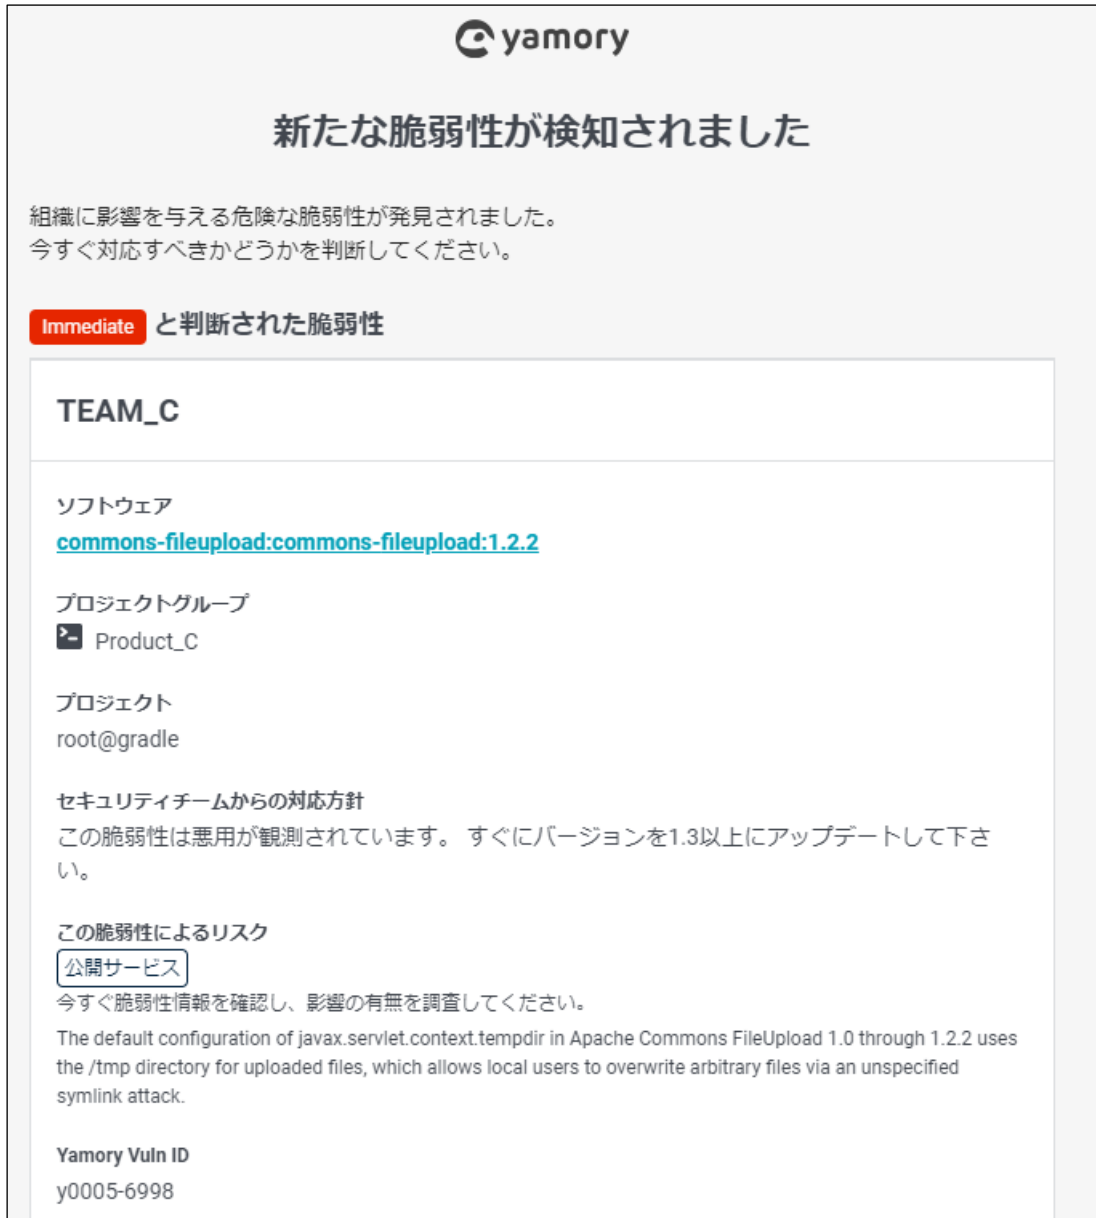 yamory
新たな脆弱性が検知されました
組織に影響を与える危険な脆弱性が発見されました。
今すぐ対応すべきかどうかを判断してください。
Immediate と判断された脆弱性
TEAM_C
ソフトウェア
commons-fileupload:commons-fileupload:1.2.2
プロジェクトグループ
Product_C
プロジェクト
root@gradle
セキュリティチームからの対応方針
この脆弱性は悪用が観測されています。 すぐにバージョンを1.3以上にアップデートして下さ
い。
この脆弱性によるリスク
公開サービス
今すぐ脆弱性情報を確認し、影響の有無を調査してください。
The default configuration of javax.servlet.context.tempdir in Apache Commons FileUpload 1.0 through 1.2.2 uses
the /tmp directory for uploaded files, which allows local users to overwrite arbitrary files via an unspecified
symlink attack.
Yamory Vuln ID
y0005-6998